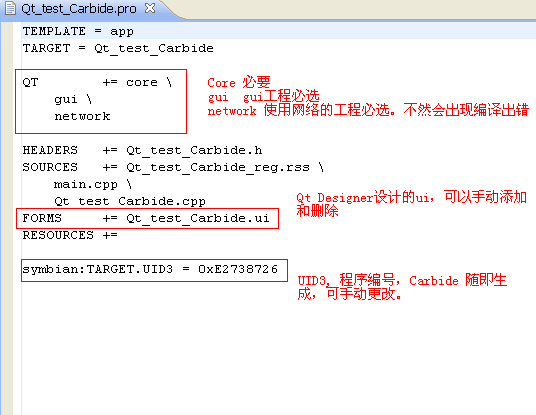 Qt_test_Carbide.pro
TEMPLATE = app
TARGET = Qt_test_Carbide
QT += core \
gui \
network
Core 必要
gui gui工程必选
network 使用网络的工程必选。不然会出现编译出错
HEADERS += Qt_test_Carbide.h
SOURCES += Qt_test_Carbide_reg.rss \
main.cpp \
Qt_test_Carbide.cpp
FORMS += Qt_test_Carbide.ui
RESOURCES +=
Qt Designer设计的ui，可以手动添加
和删除
symbian:TARGET.UID3 = 0xE2738726
UID3, 程序编号，Carbide 随即生
成，可手动更改。